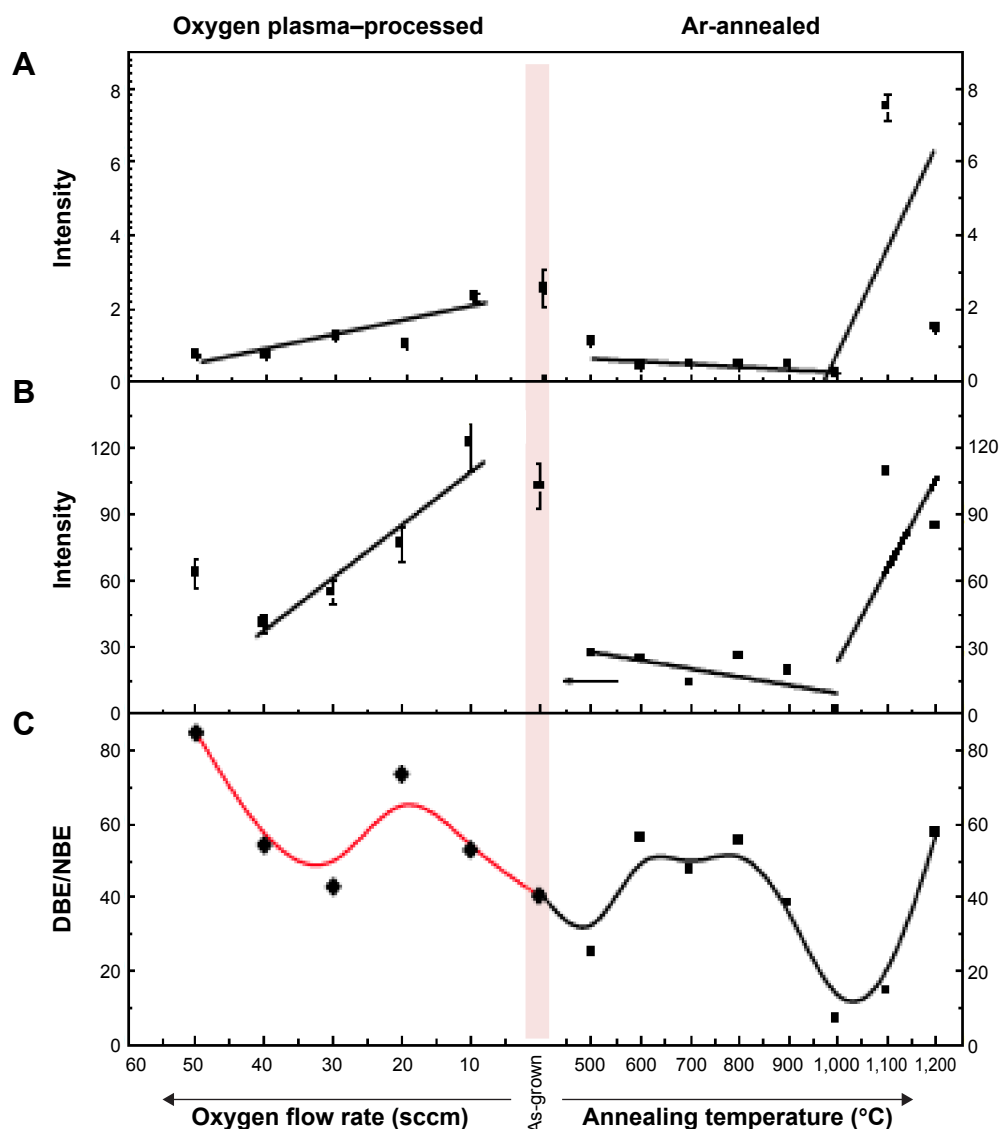 Oxygen plasma–processed Ar-annealed
A
8 8
6 6
4 4
2 2
0 0
Intensity
B
120 120
90 90
60 60
30 30
0 0
Intensity
C
80 80
60 60
40 40
20 20
0 0
DBE/NBE
60 50 40 30 20 10 As-grown 500 600 700 800 900 1,000 1,100 1,200
Oxygen flow rate (sccm) Annealing temperature (°C)